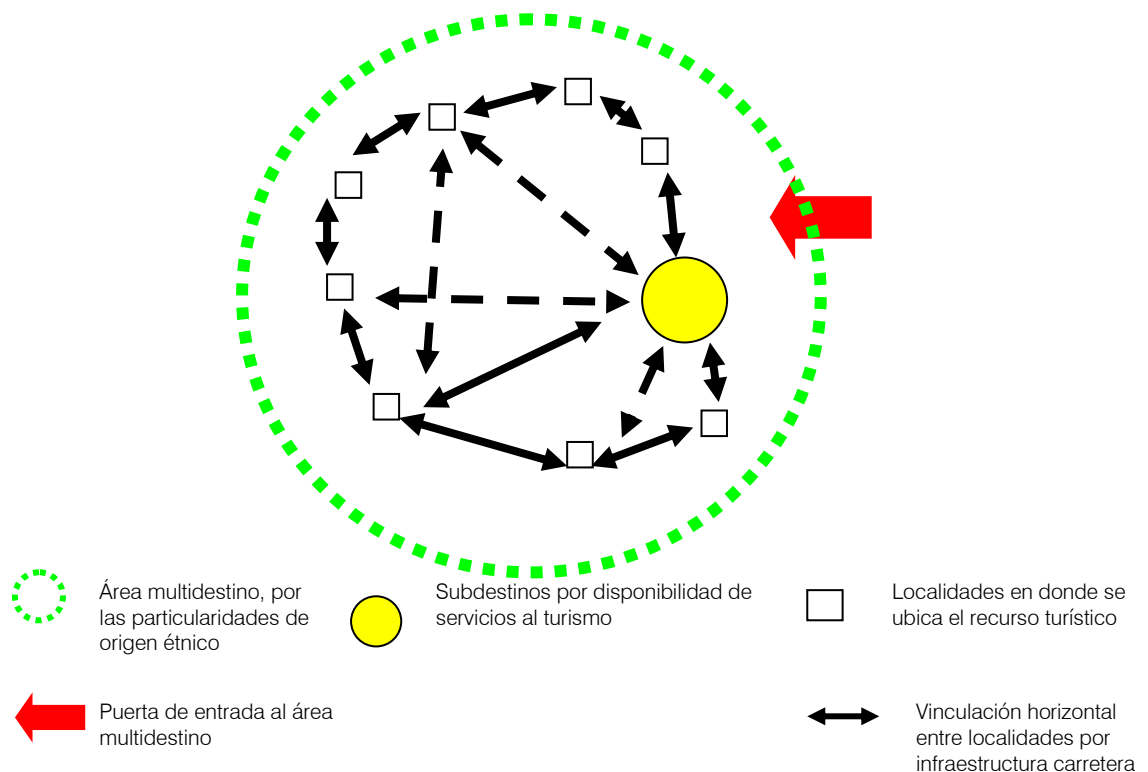 Área multidestino, por
las particularidades de
origen étnico
Subdestinos por disponibilidad de
servicios al turismo
Localidades en donde se
ubica el recurso turístico
Puerta de entrada al área
multidestino
Vinculación horizontal
entre localidades por
infraestructura carretera